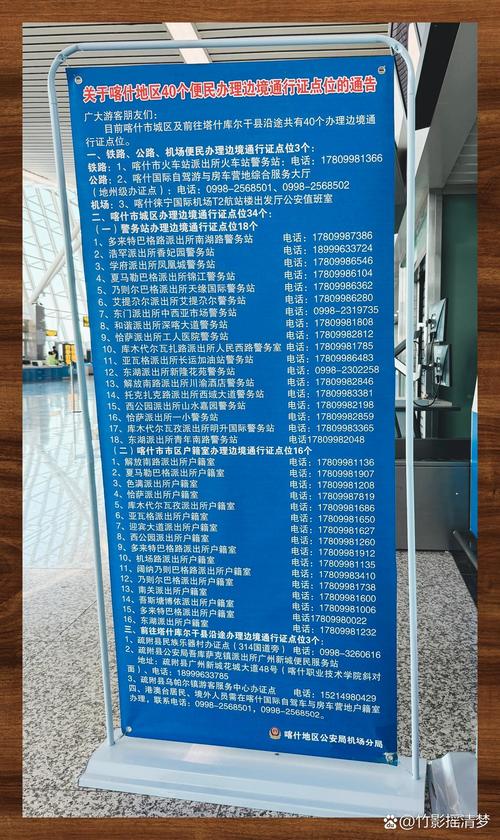 关于喀什地区40个便民办理边境通行证点位的通告
广大游客朋友们：
目前喀什市城区及前往塔什库尔干县沿途共有40个办理边境通
行证点位。
一、铁路、公路、机场便民办理边境通行证点位3个：
铁路：1、喀什市火车站派出所火车站警务站：电话：17809981366
公路：2、喀什国际自驾游与房车营地综合服务大厅
（地州级办证点）：电话：0998-2568501、0998-2568502
机场：3、喀什徕宁国际机场T2航站楼出发厅公安值班室
二、喀什市城区办理边境通行证点位34个：
（一）警务站办理边境通行证点位18个
1、多来特巴格路派出所南湖路警务站 电话：17809987386
2、浩罕派出所香妃园警务站 电话：18999633724
3、学府派出所凤凰城警务站 电话：17809986546
4、夏马勒巴格派出所锦江警务站 电话：17809986104
5、乃则尔巴格派出所天缘国际警务站 电话：17809986362
6、艾提尕尔派出所艾提尕尔警务站 电话：17809986280
7、东门派出所中西亚市场警务站 电话：0998-2319735
8、和谐派出所深喀大道警务站 电话：17809981808
9、恰萨派出所工人医院警务站 电话：17809982812
10、库木代尔瓦扎路派出所人民西路警务室 电话：17809981785
11、亚瓦格派出所长运加油站警务站 电话：17809986483
12、东湖派出所新隆花苑警务站 电话：0998-2302258
13、解放南路派出所川渝酒店警务站 电话：17809982846
14、托克扎克路派出所西域大道警务站 电话：17809983381
15、西公园派出所山水嘉园警务站 电话：17809982198
16、恰萨派出所一小警务站 电话：17809982859
17、库木代尔瓦孜派出所明升国际警务站 电话：17809983365
18、东湖派出所青年南路警务站 电话17809982048
（二）喀什市市区户籍室办理边境通行证点位16个
1、解放南路派出所户籍室 电话：17809981136
2、夏马勒巴格派出所户籍室 电话：17809981907
3、色满派出所户籍室 电话：17809981208
4、恰萨派出所户籍室 电话：17809987819
5、库木代尔瓦孜派出所户籍室 电话：17809981686
6、亚瓦格派出所户籍室 电话：17809981650
7、迎宾大道派出所户籍室 电话：17809981627
8、西公园派出所户籍室 电话：17809981260
9、多来特巴格派出所户籍室 电话：17809981912
10、机场路派出所户籍室 电话：17809981135
11、阔纳乃则巴格派出所户籍室 电话：17809983410
12、乃则尔巴格派出所户籍室 电话：17809981738
13、南关派出所户籍室 电话：17809981600
14、吾斯塘博依派出所户籍室 电话：17809981006
15、多来特巴格派出所户籍室 电话17809980022
16、东湖派出所户籍室 电话：17809981232
三、前往塔什库尔干县沿途办理边境通行证点位3个：
1、疏附县民族乐器村办证点（314国道旁） 电话：0998-3260616
2、疏附县公安局吾库萨克镇派出所广州新城便民服务站
地址：疏附县广州新城花城大道48号（喀什职业技术学院斜对
面）、电话：18999633785
3、疏附县乌帕尔镇游客服务中心办证点 电话：15214980429
四、港澳台居民、境外人员需在喀什国际自驾车与房车营地户籍室
办理，联系电话：0998-2568501，0998-2568502。
喀什地区公安局机场分局
百家号/竹影摇清梦